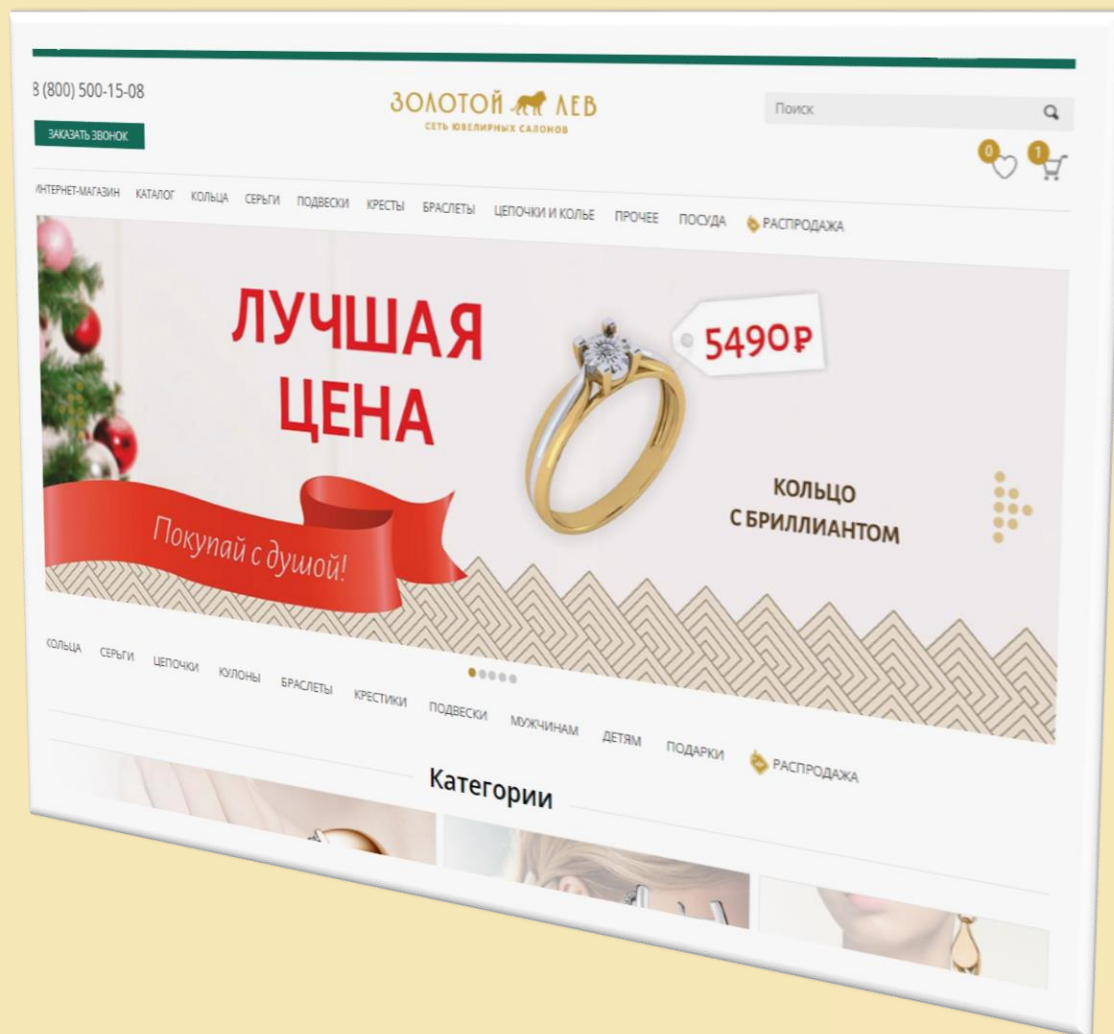 8 (800) 500-15-08
ЗОЛОТОЙ ЛЕВ
СЕТЬ ЮВЕЛИРНЫХ САЛОНОВ
Поиск
ЗАКАЗАТЬ ЗВОНОК
0 1
ИНТЕРНЕТ-МАГАЗИН КАТАЛОГ КОЛЬЦА СЕРЬГИ ПОДВЕСКИ КРЕСТЫ БРАСЛЕТЫ ЦЕПОЧКИ И КОЛЬЕ ПРОЧЕЕ ПОСУДА РАСПРОДАЖА
ЛУЧШАЯ
ЦЕНА
5490₽
КОЛЬЦО
С БРИЛЛИАНТОМ
Покупай с душой!
КОЛЬЦА СЕРЬГИ ЦЕПОЧКИ КУЛОНЫ БРАСЛЕТЫ КРЕСТИКИ ПОДВЕСКИ МУЖЧИНАМ ДЕТЯМ ПОДАРКИ РАСПРОДАЖА
Категории